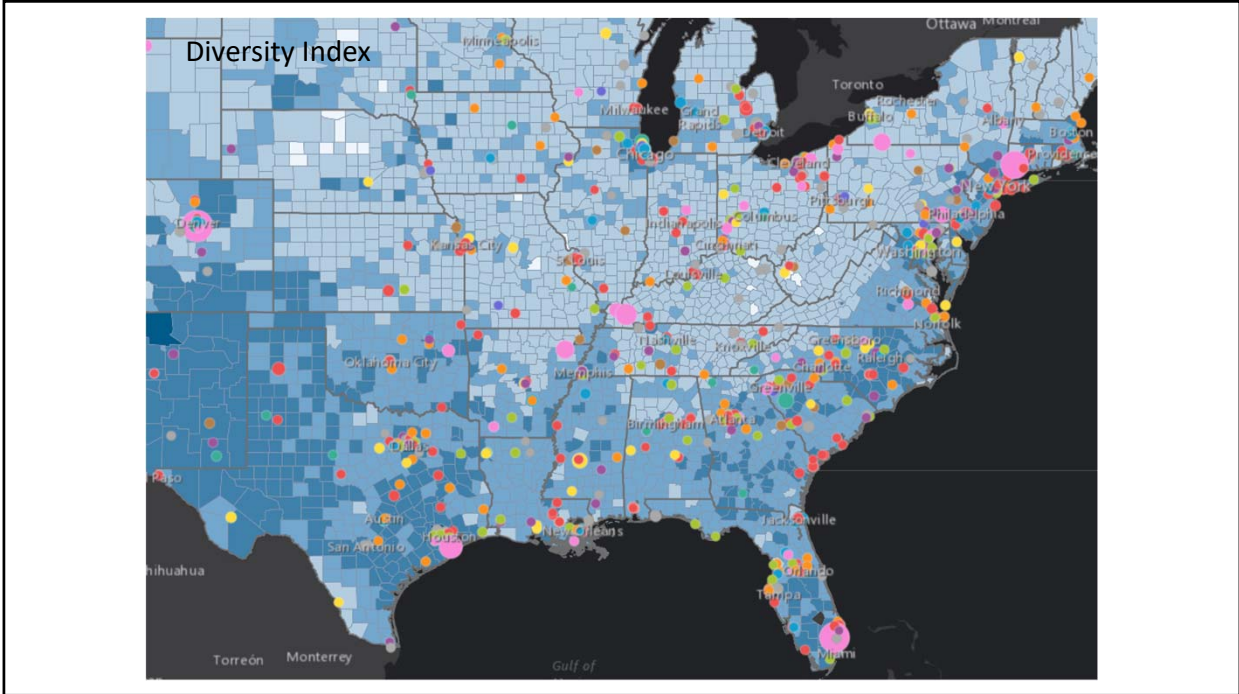 Diversity Index
Ottawa
Montreal
Minneapolis
Toronto
Milwaukee
Grand
Rapids
Rochester
Buffalo
Albany
Detroit
Boston
Chicago
Cleveland
Providence
New York
Pittsburgh
Denver
Indianapolis
Columbus
Philadelphia
Kansas City
Cincinnati
Washington
St Louis
Louisville
Richmond
Norfolk
Nashville
Knoxville
Greensboro
Raleigh
Oklahoma City
Memphis
Charlotte
Greenville
Birmingham
Atlanta
Dallas
Paso
Austin
Jacksonville
Houston
New Orleans
San Antonio
hihuahua
Orlando
Tampa
Miami
Torreón
Monterrey
Gulf of